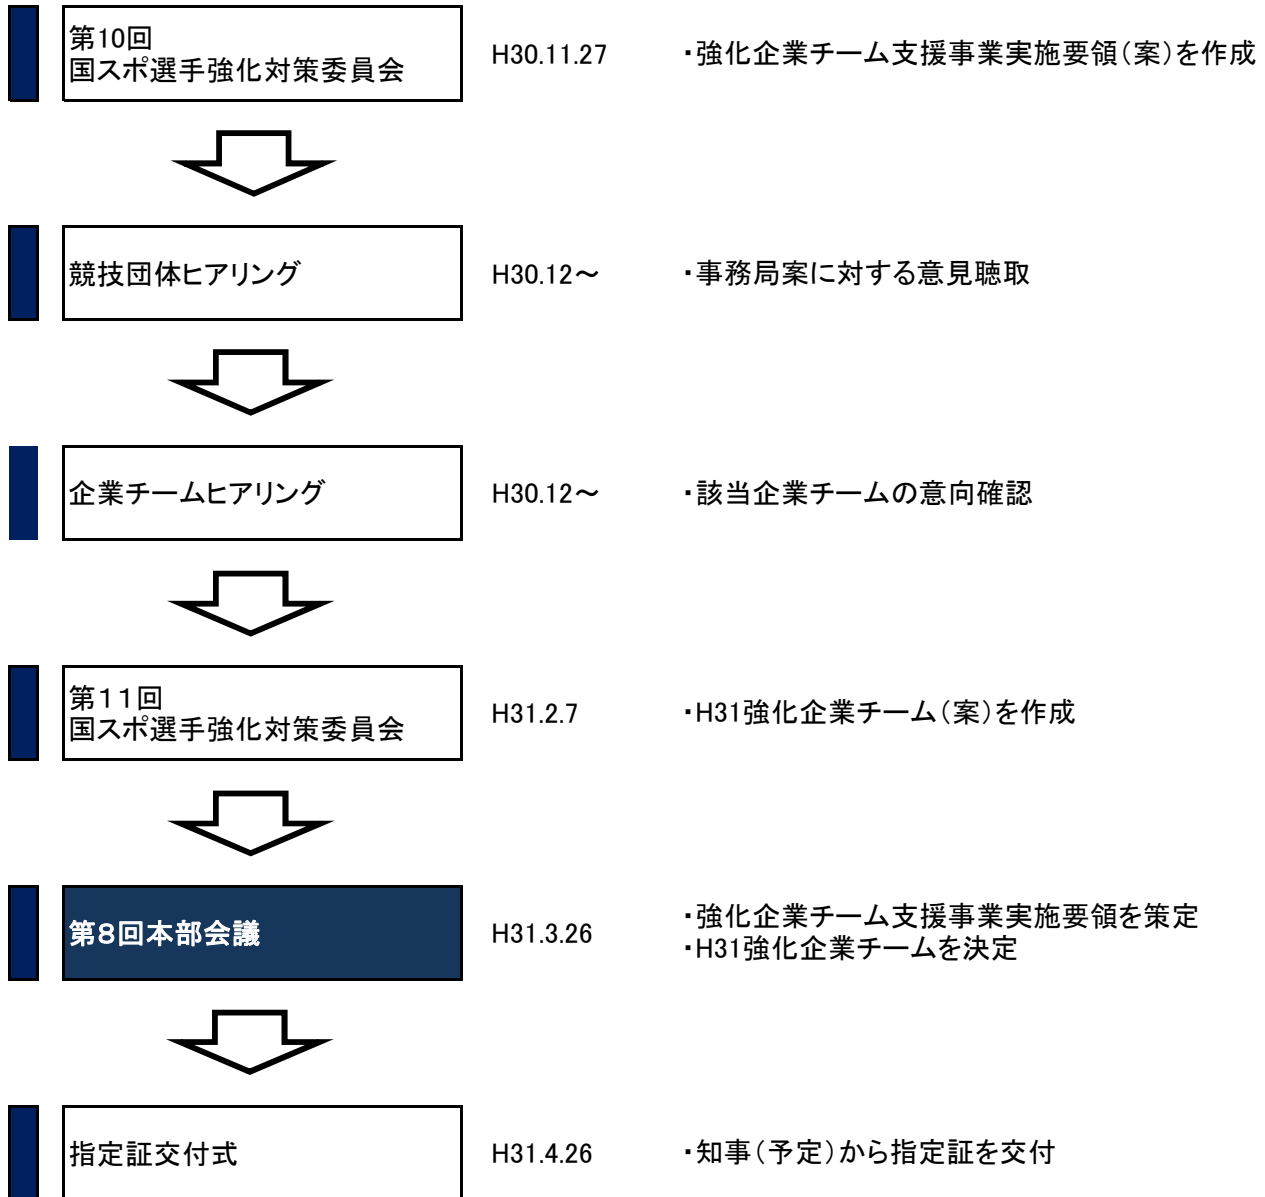 第10回
国スポ選手強化対策委員会
H30.11.27
・強化企業チーム支援事業実施要領（案）を作成
競技団体ヒアリング
H30.12～
・事務局案に対する意見聴取
企業チームヒアリング
H30.12～
・該当企業チームの意向確認
第１１回
国スポ選手強化対策委員会
H31.2.7
・H31強化企業チーム（案）を作成
第８回本部会議
H31.3.26
・強化企業チーム支援事業実施要領を策定
・H31強化企業チームを決定
指定証交付式
H31.4.26
・知事（予定）から指定証を交付